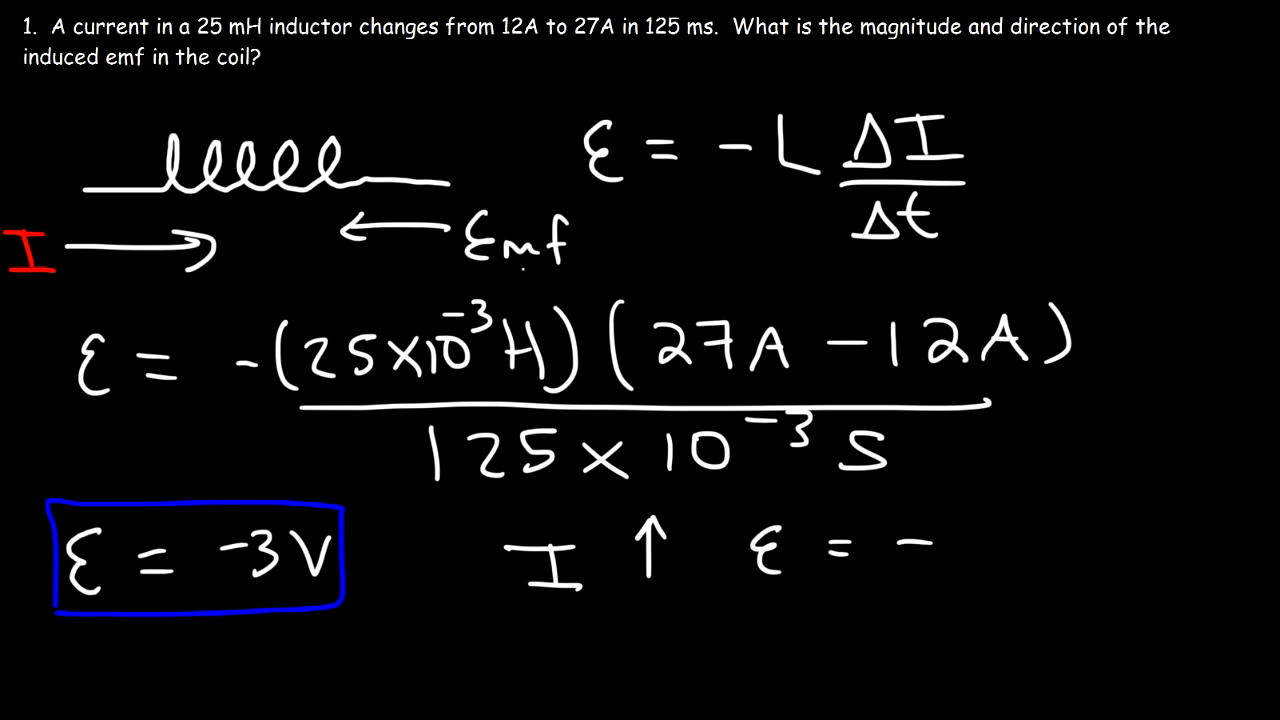 1. A current in a 25 mH inductor changes from 12A to 27A in 125 ms. What is the magnitude and direction of the
induced emf in the coil?
ε = - L ΔI / Δt
I → ← Emf
ε = -(25×10⁻³ H)(27A - 12A)
125 × 10⁻³ S
ε = -3V
I ↑ ε = -